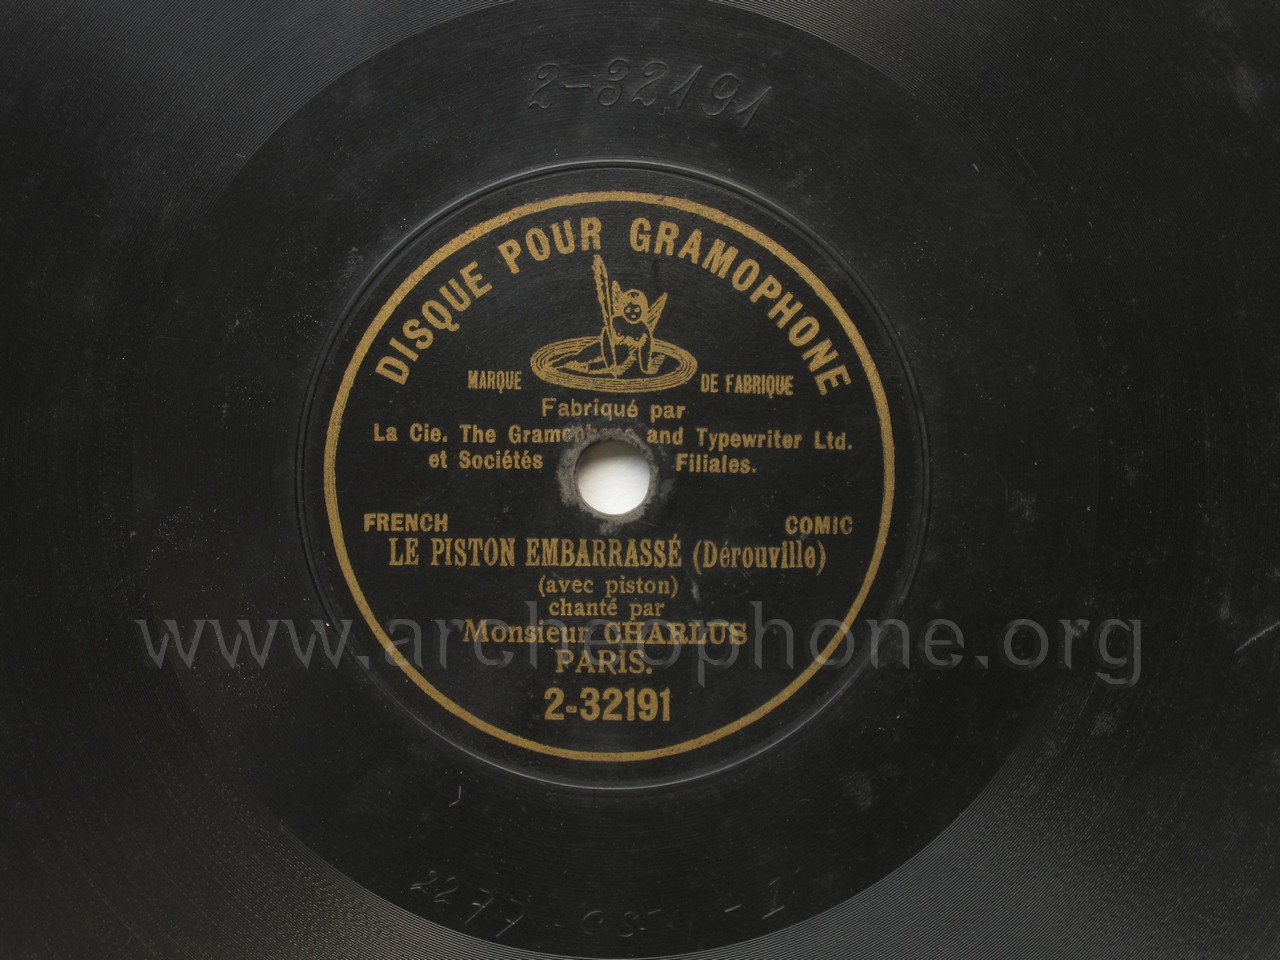 2-32191
DISQUE POUR GRAMOPHONE
MARQUE DE FABRIQUE
Fabriqué par
La Cie. The Gramophone and Typewriter Ltd.
et Sociétés Filiales.
FRENCH COMIC
LE PISTON EMBARRASSÉ (Dérouville)
(avec piston)
chanté par
Monsieur CHARLUS
www.archeophone.org
PARIS.
2-32191
2277